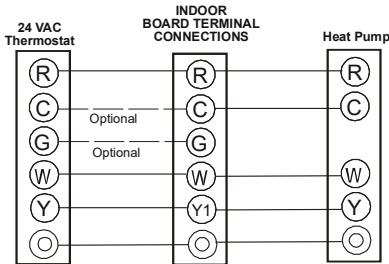 24 VAC
Thermostat
INDOOR
BOARD TERMINAL
CONNECTIONS
Heat Pump
R R R
C Optional C C
G Optional G
W W W
Y Y1 Y
O O O